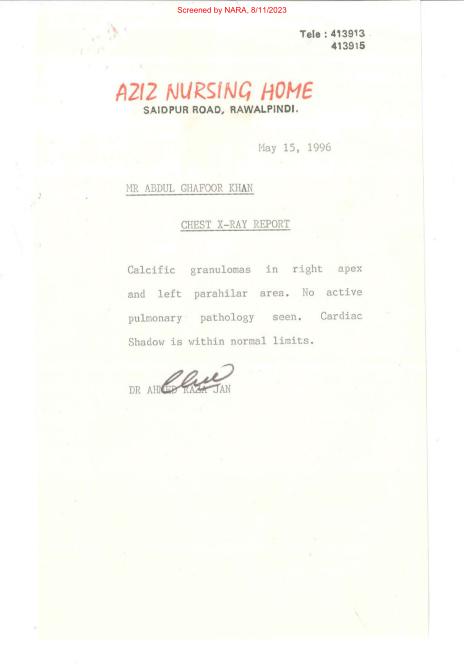 Screened by NARA, 8/11/2023
Tele : 413913
413915
AZIZ NURSING HOME
SAIDPUR ROAD, RAWALPINDI.
May 15, 1996
MR ABDUL GHAFOOR KHAN
CHEST X-RAY REPORT
Calcific granulomas in right apex
and left parahilar area. No active
pulmonary pathology seen. Cardiac
Shadow is within normal limits.
DR AHMED RAZA JAN